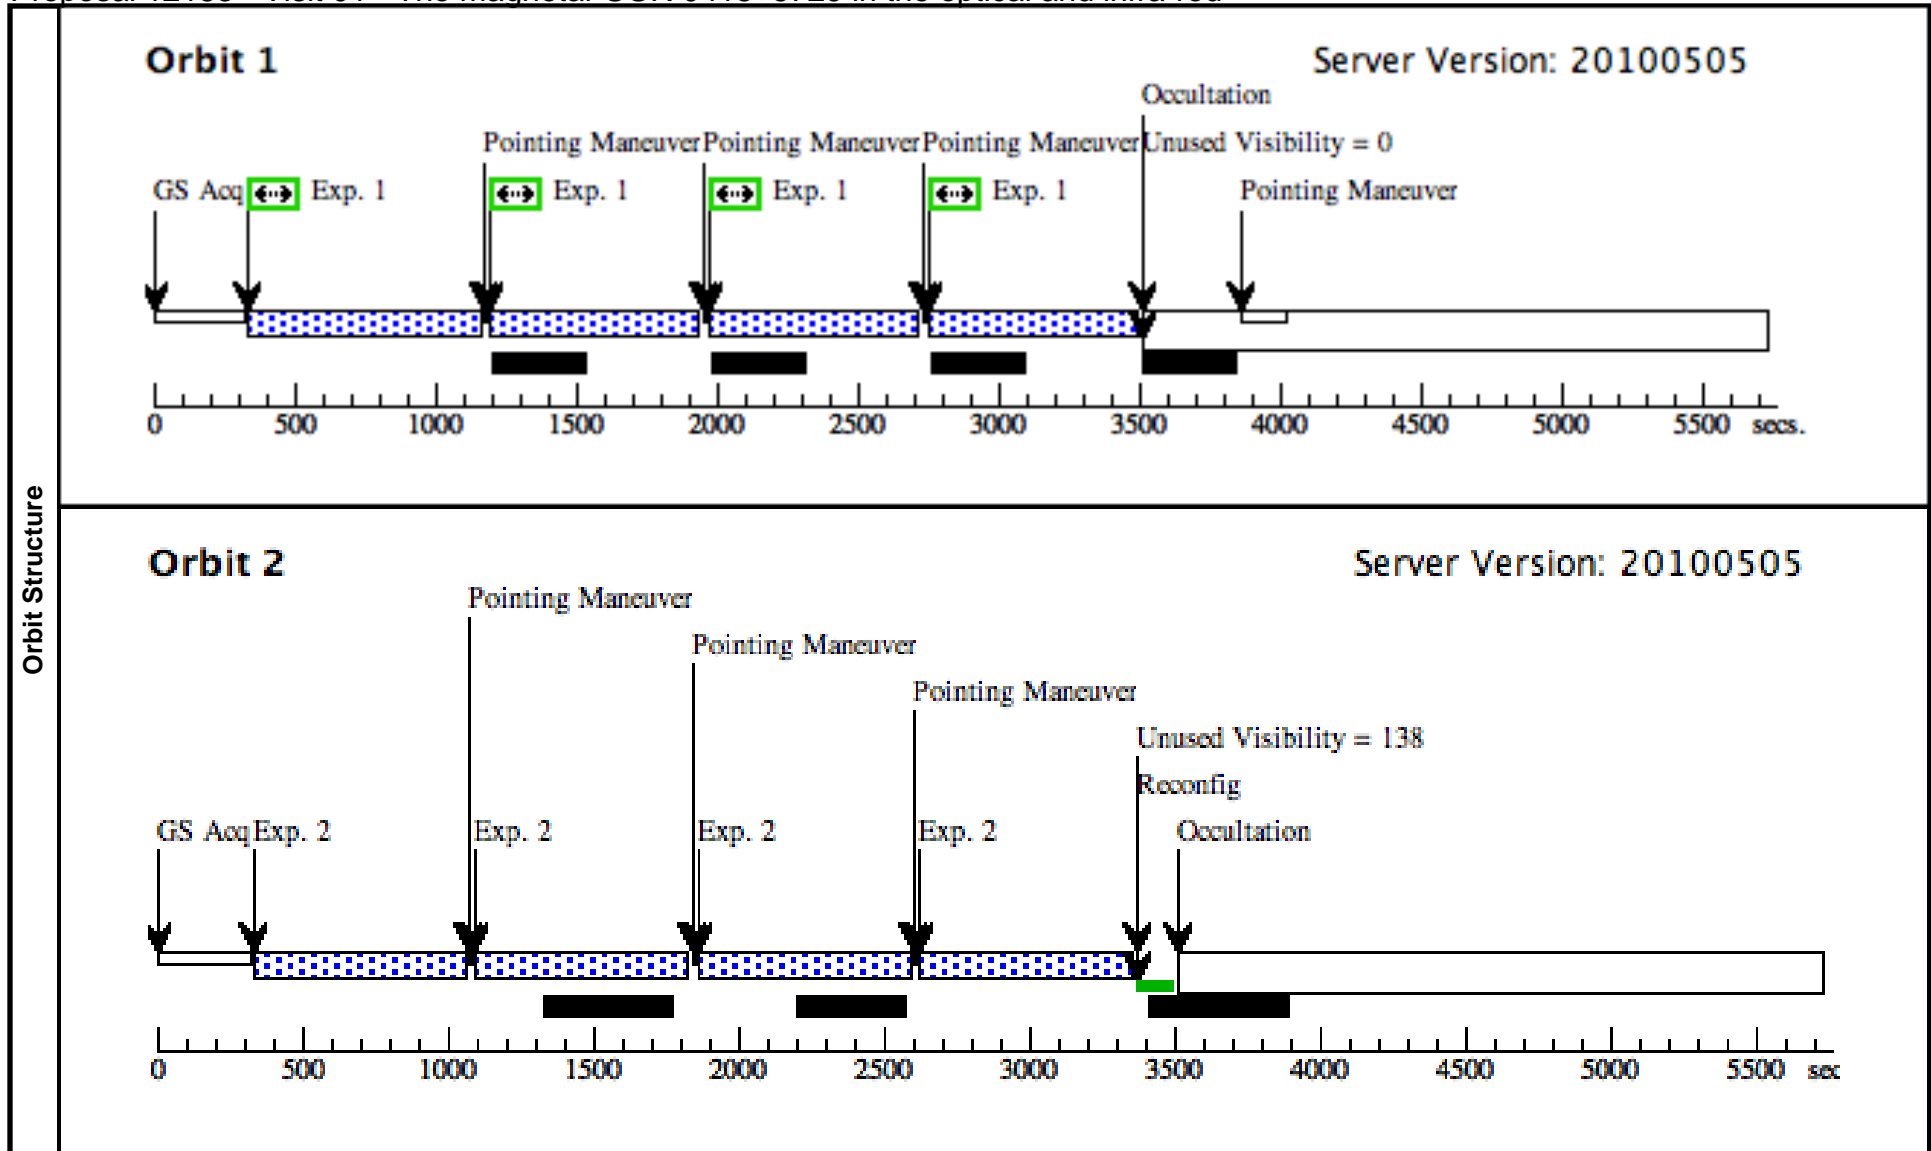 Orbit Structure
Orbit 1
Server Version: 20100505
Occultation
Pointing Maneuver Pointing Maneuver Pointing Maneuver Unused Visibility = 0
GS Acq Exp. 1 Exp. 1 Exp. 1 Exp. 1 Pointing Maneuver
0 500 1000 1500 2000 2500 3000 3500 4000 4500 5000 5500 secs.
Orbit 2
Server Version: 20100505
Pointing Maneuver
Pointing Maneuver
Pointing Maneuver
Unused Visibility = 138
Reconfig
GS Acq Exp. 2 Exp. 2 Exp. 2 Exp. 2 Occultation
0 500 1000 1500 2000 2500 3000 3500 4000 4500 5000 5500 sec